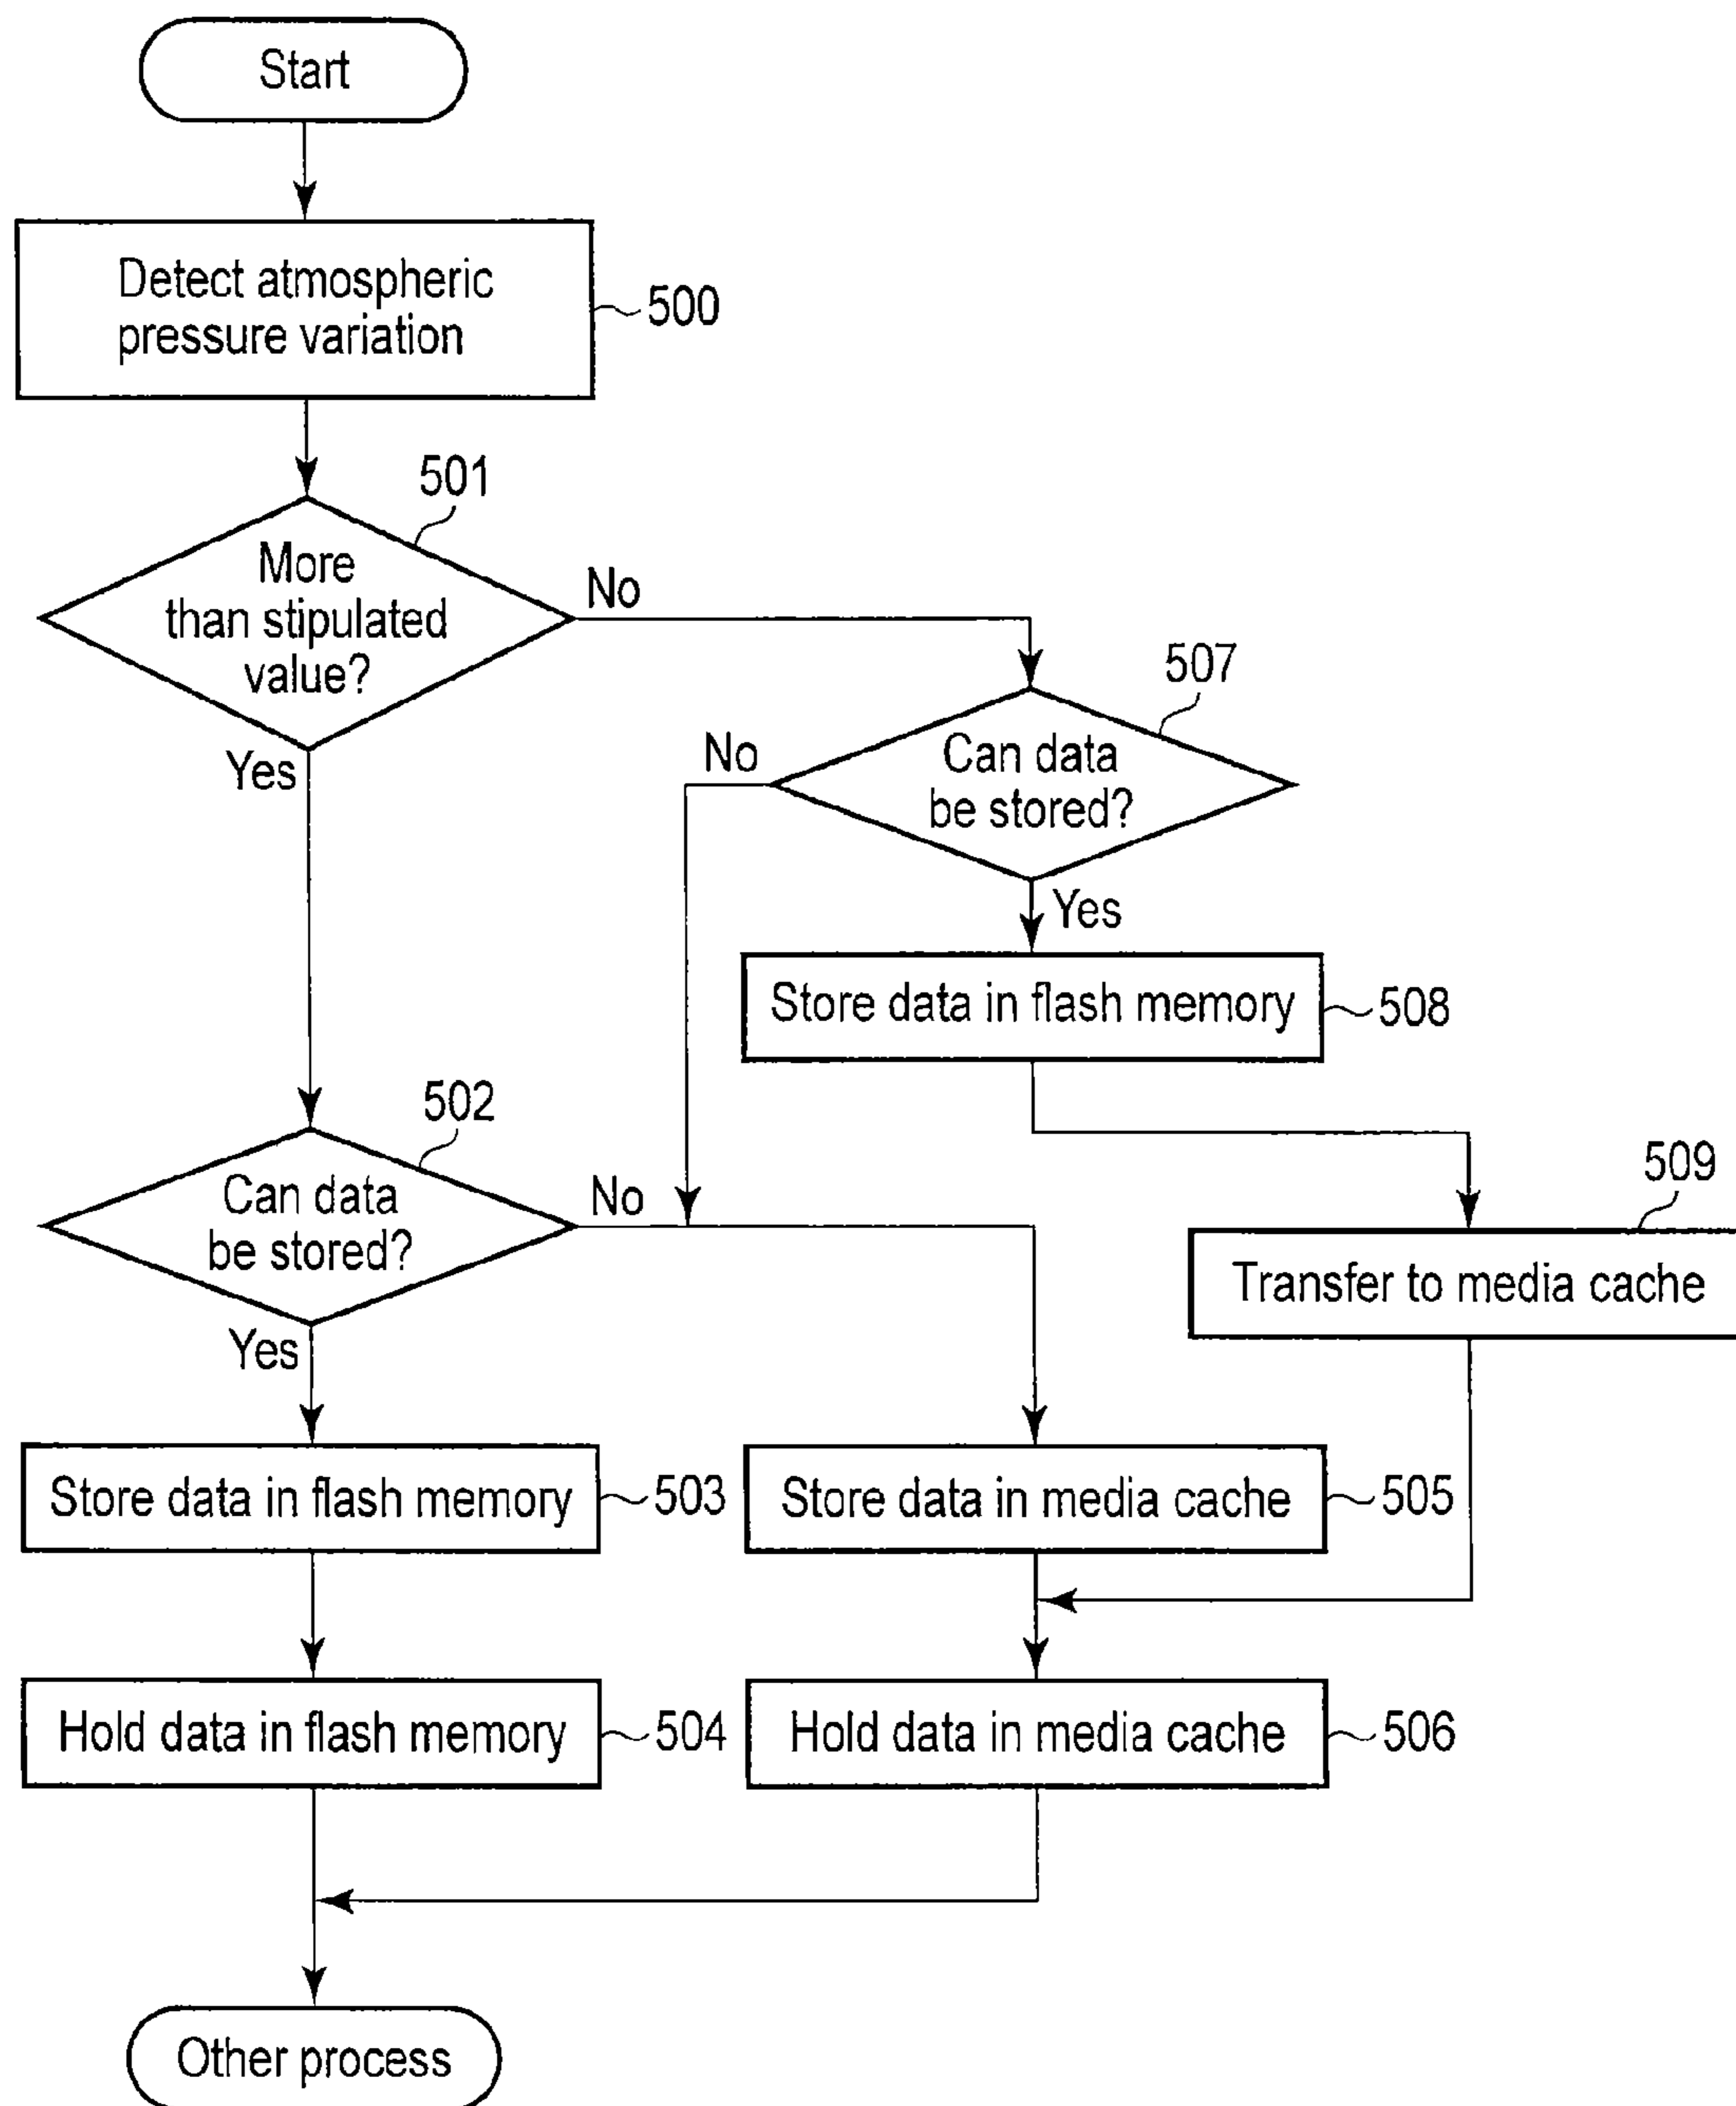 Start
Detect atmospheric
pressure variation
500
501
More
than stipulated
value?
No
Yes
507
Can data
be stored?
No
Yes
Store data in flash memory
508
502
Can data
be stored?
No
Yes
509
Transfer to media cache
Store data in flash memory
503
Store data in media cache
505
Hold data in flash memory
504
Hold data in media cache
506
Other process